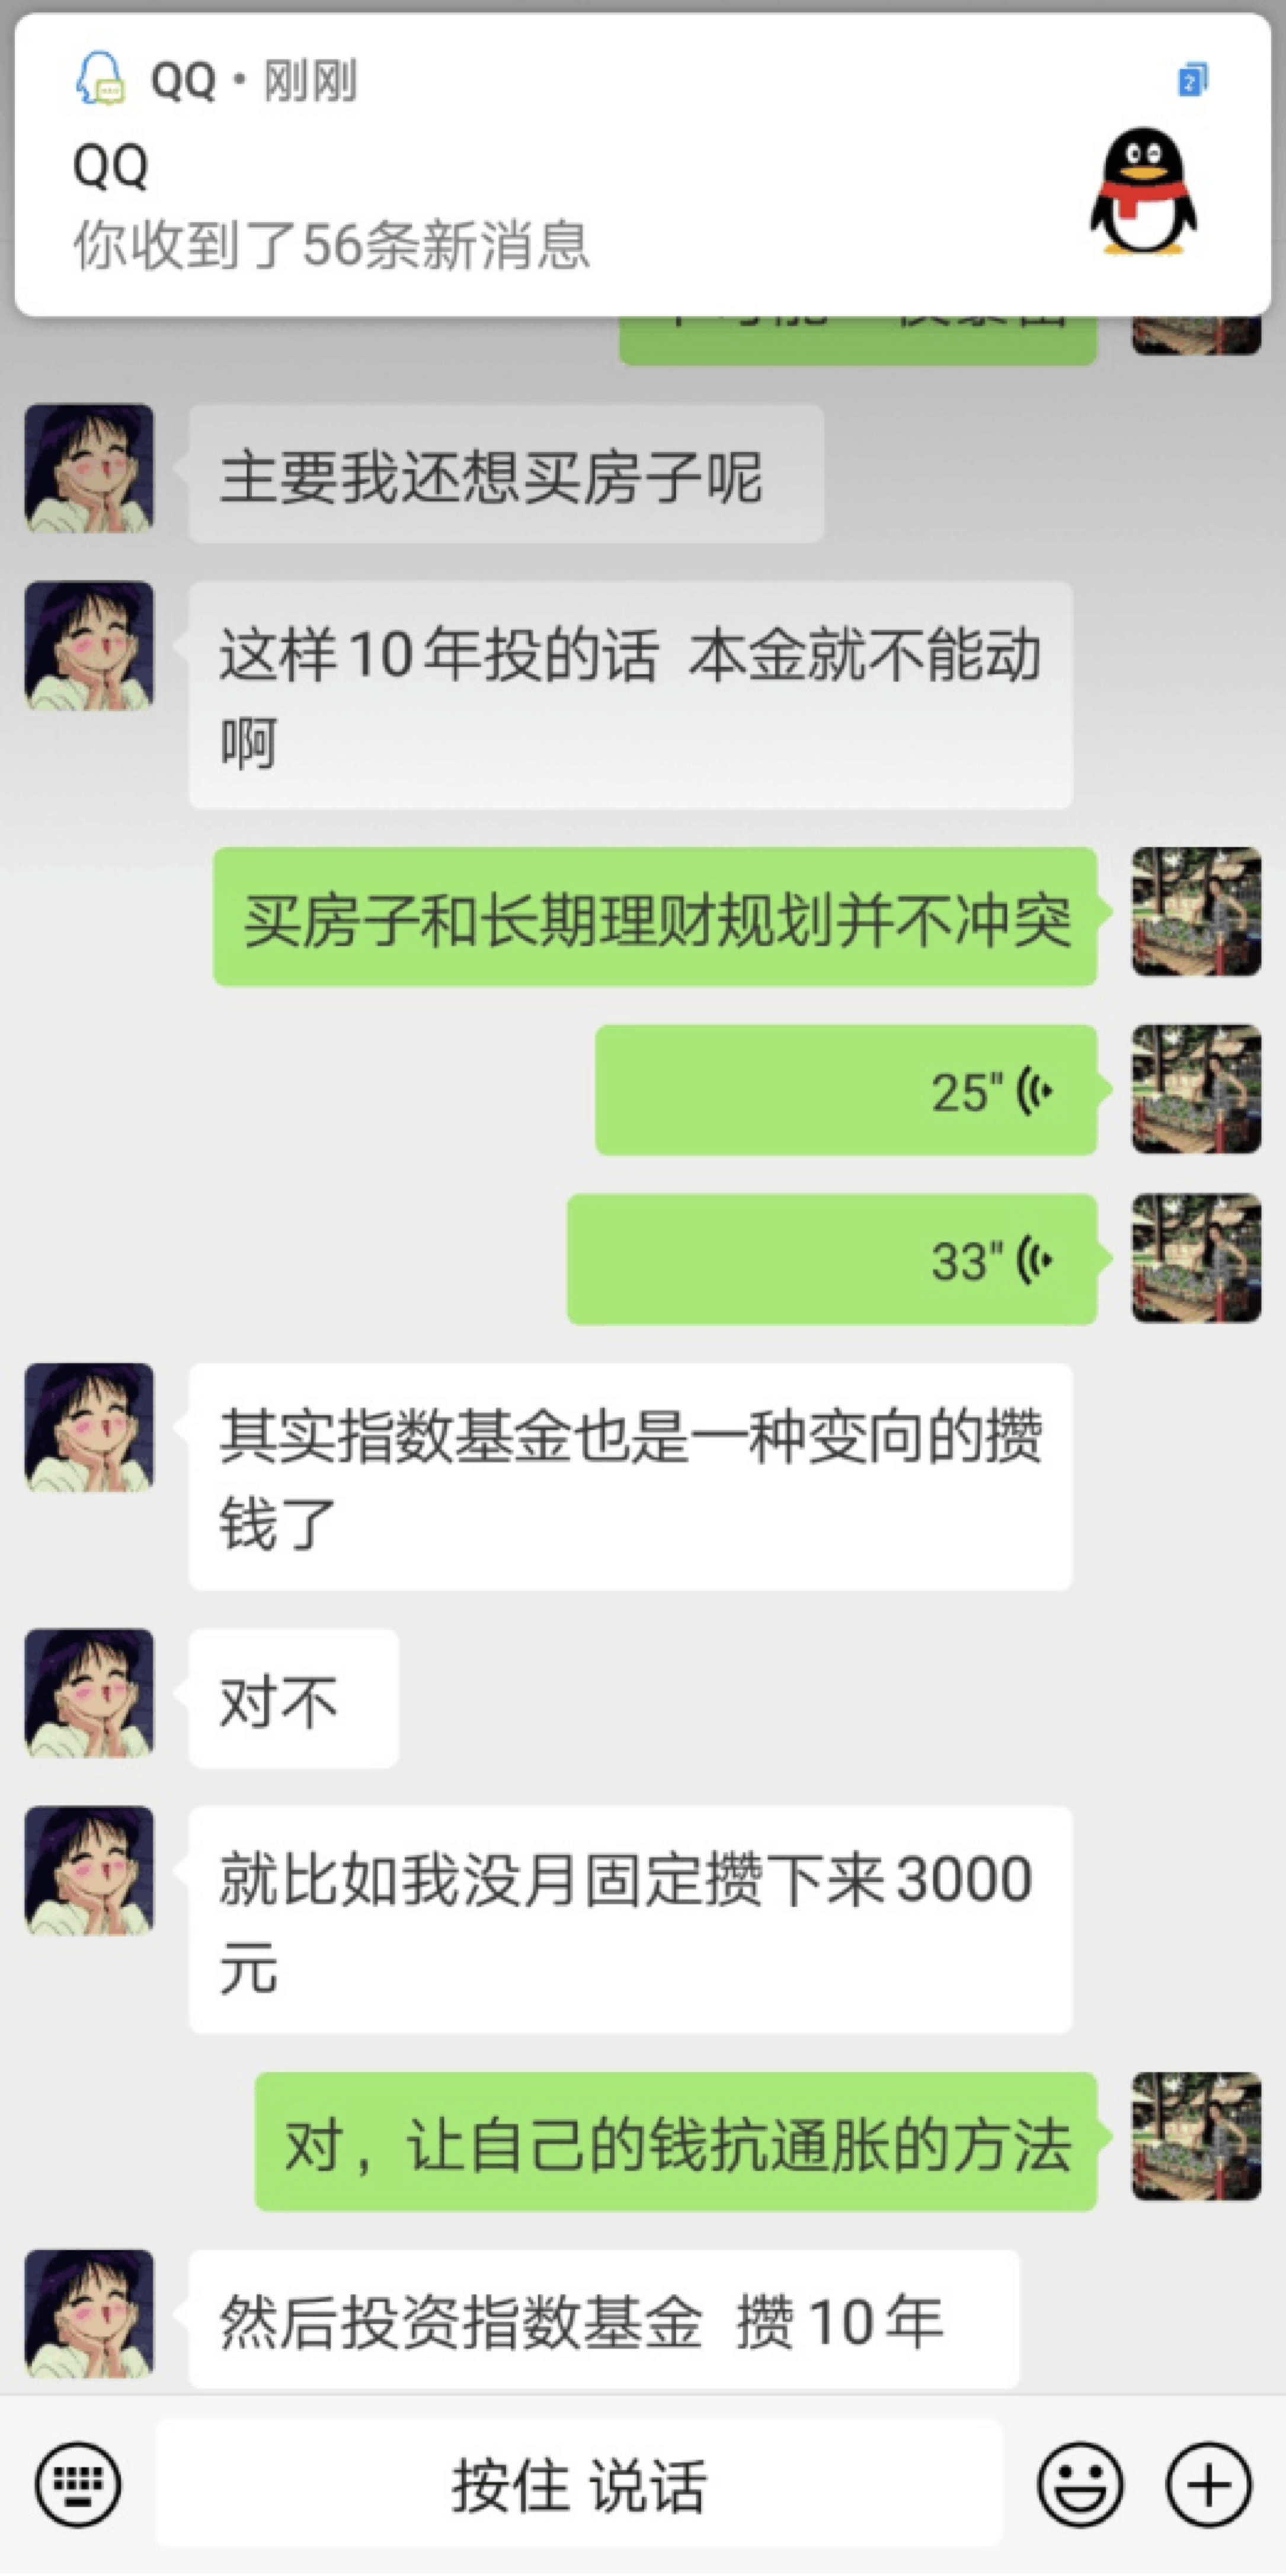 QQ・刚刚
2
QQ
你收到了56条新消息
主要我还想买房子呢
这样10年投的话 本金就不能动
啊
买房子和长期理财规划并不冲突
25"
33"
其实指数基金也是一种变向的攒
钱了
对不
就比如我没月固定攒下来3000
元
对，让自己的钱抗通胀的方法
然后投资指数基金 攒10年
按住 说话